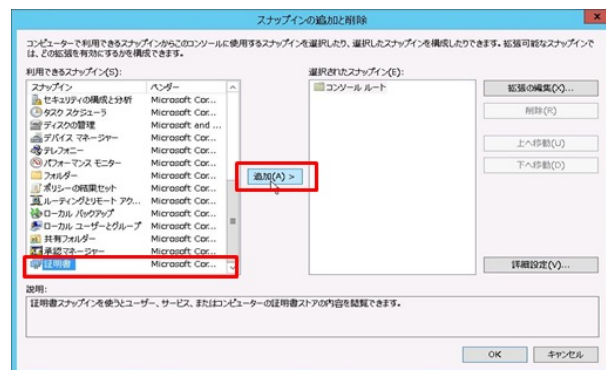 スナップインの追加と削除
コンピューターで利用できるスナップインからこのコンソールに使用するスナップインを選択したり、選択したスナップインを構成したりできます。拡張可能なスナップインで
は、どの拡張を有効にするかを構成できます。
利用できるスナップイン(S):
選択されたスナップイン(E):
スナップイン ベンダー
セキュリティの構成と分析 Microsoft Cor...
タスク スケジューラ Microsoft Cor...
ディスクの管理 Microsoft and ...
デバイス マネージャー Microsoft Cor...
テレフォニー Microsoft Cor...
パフォーマンス モニター Microsoft Cor...
フォルダー Microsoft Cor...
ポリシーの結果セット Microsoft Cor...
ルーティングとリモート アク... Microsoft Cor...
ローカル バックアップ Microsoft Cor...
ローカル ユーザーとグループ Microsoft Cor...
共有フォルダー Microsoft Cor...
承認マネージャー Microsoft Cor...
証明書 Microsoft Cor...
追加(A) >
コンソール ルート
拡張の編集(X)...
削除(R)
上へ移動(U)
下へ移動(D)
詳細設定(V)...
説明:
証明書スナップインを使うとユーザー、サービス、またはコンピューターの証明書ストアの内容を閲覧できます。
OK キャンセル